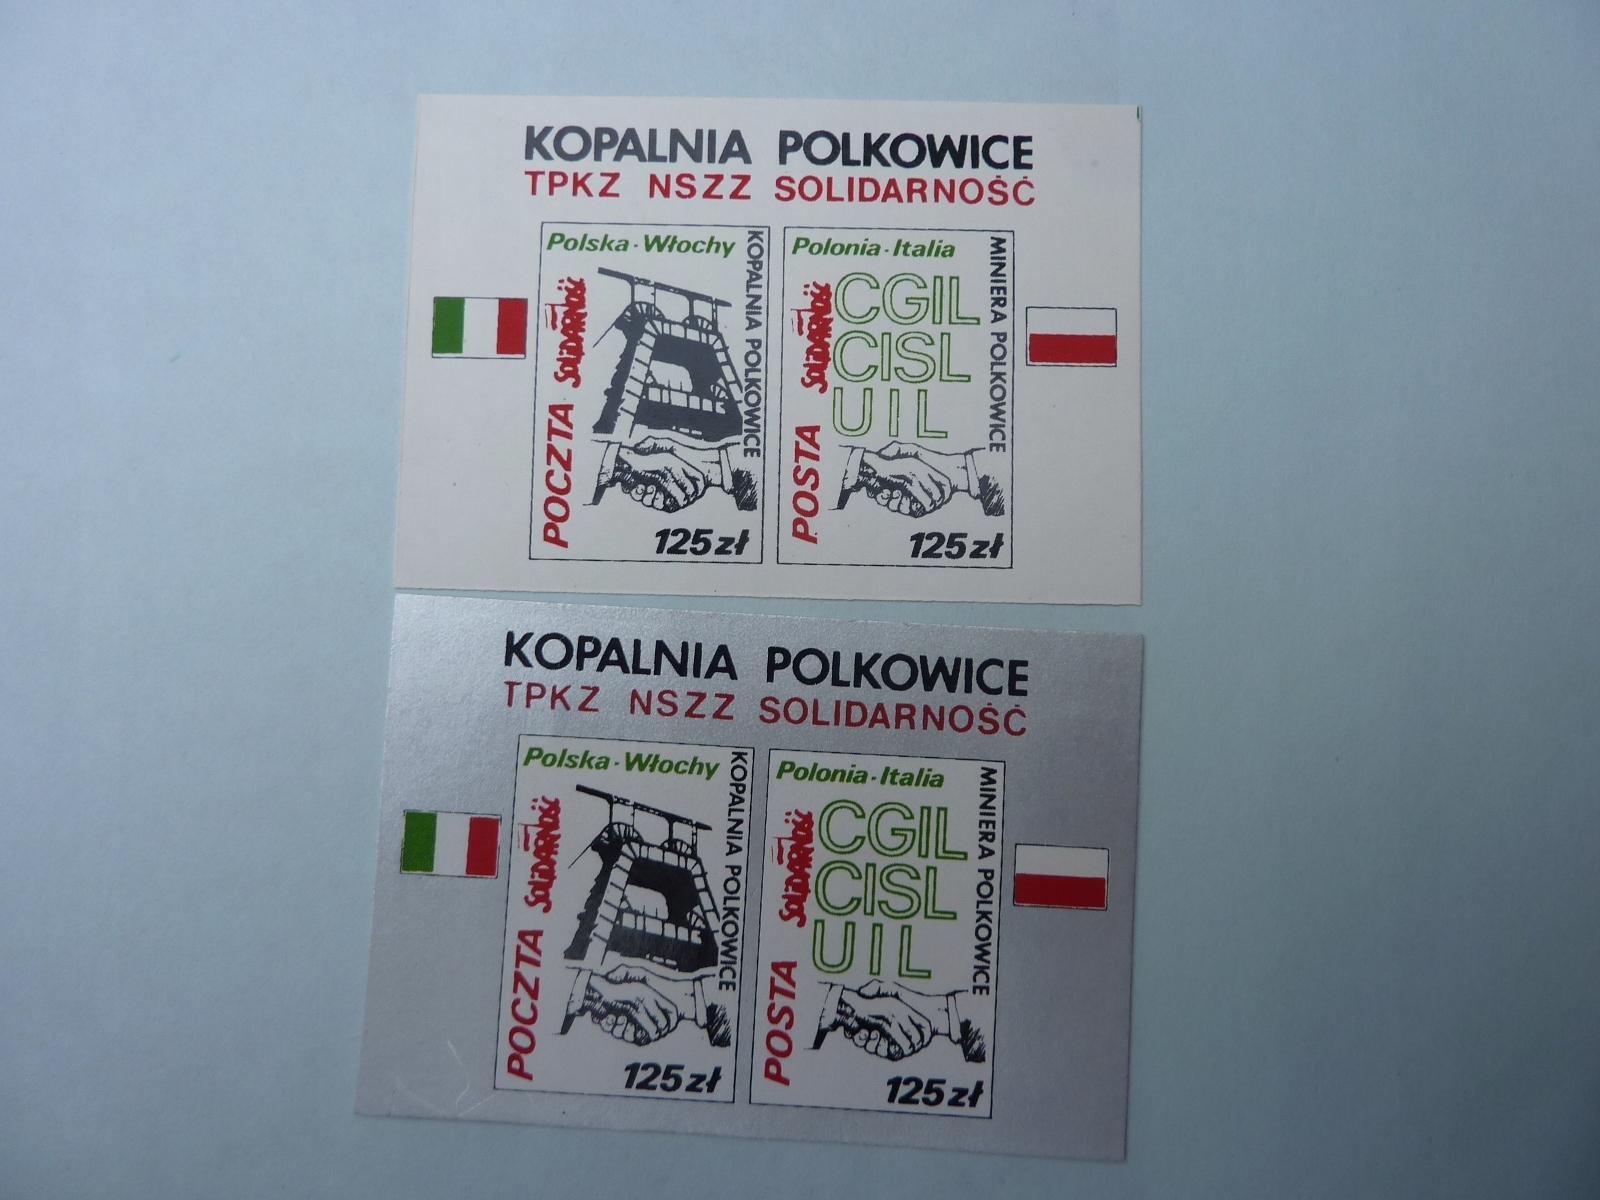 KOPALNIA POLKOWICE
TPKZ NSZZ SOLIDARNOŚĆ
Polska-Włochy
KOPALNIA POLKOWICE
SOLIDARNOŚĆ
POCZTA
125 zł
Polonia-Italia
MINIERA POLKOWICE
SOLIDARNOŚĆ
CGIL
CISL
UIL
POSTA
125 zł
KOPALNIA POLKOWICE
TPKZ NSZZ SOLIDARNOŚĆ
Polska-Włochy
KOPALNIA POLKOWICE
SOLIDARNOŚĆ
POCZTA
125 zł
Polonia-Italia
MINIERA POLKOWICE
SOLIDARNOŚĆ
CGIL
CISL
UIL
POSTA
125 zł